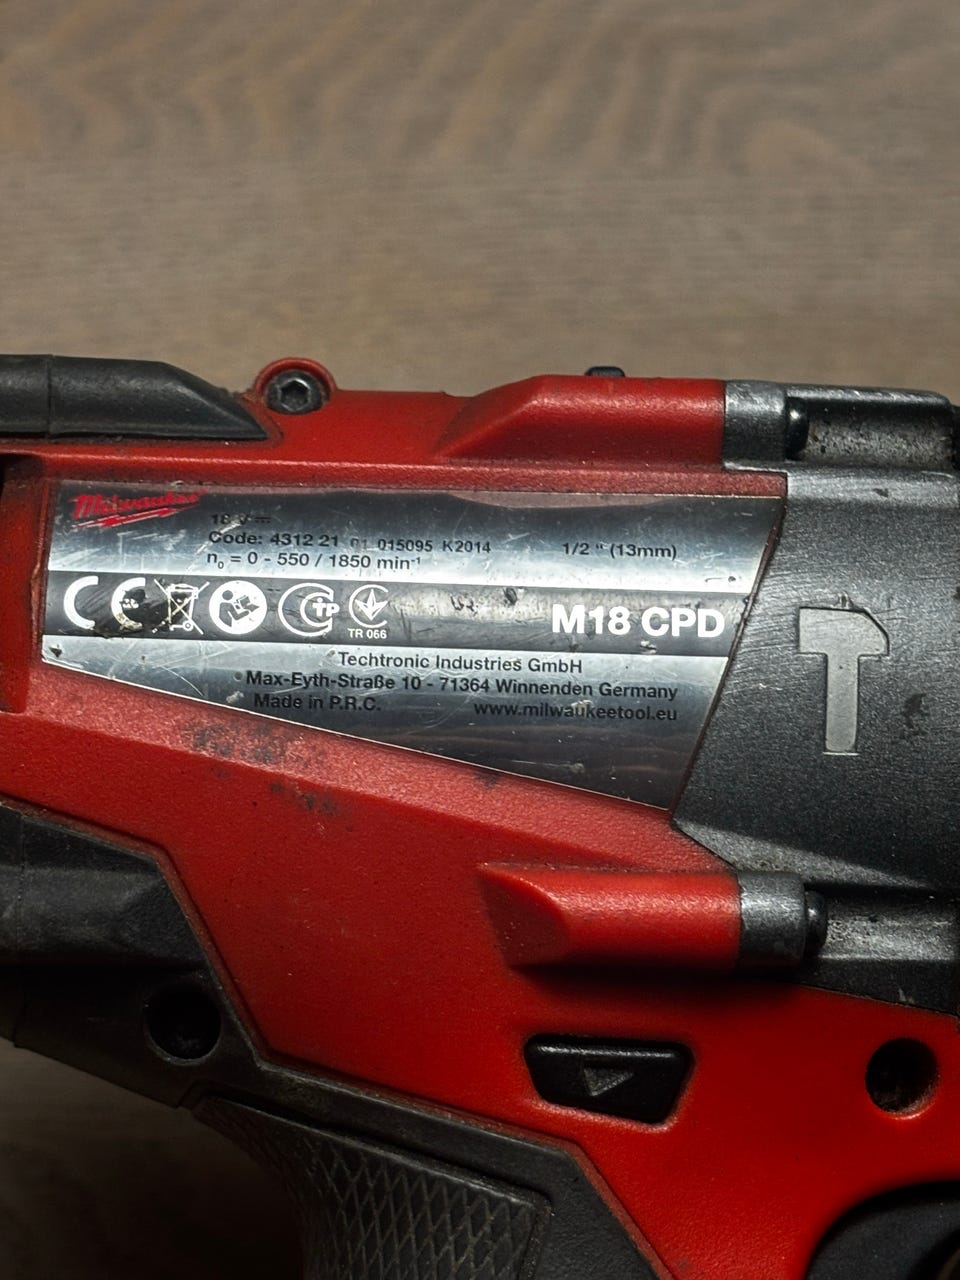 Milwaukee
18 V
Code: 4312 21 01 015095 K2014
1/2 " (13mm)
n₀ = 0 - 550 / 1850 min⁻¹
CE
TR 066
M18 CPD
Techtronic Industries GmbH
Max-Eyth-Straße 10 - 71364 Winnenden Germany
Made in P.R.C.
www.milwaukeetool.eu